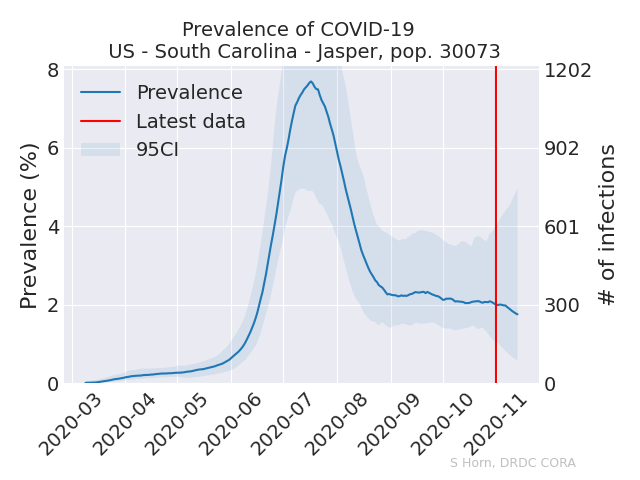 Prevalence of COVID-19
US - South Carolina - Jasper, pop. 30073
Prevalence
Latest data
95CI
Prevalence (%)
8
6
4
2
0
1202
902
601
300
0
# of infections
2020-03
2020-04
2020-05
2020-06
2020-07
2020-08
2020-09
2020-10
2020-11
S Horn, DRDC CORA